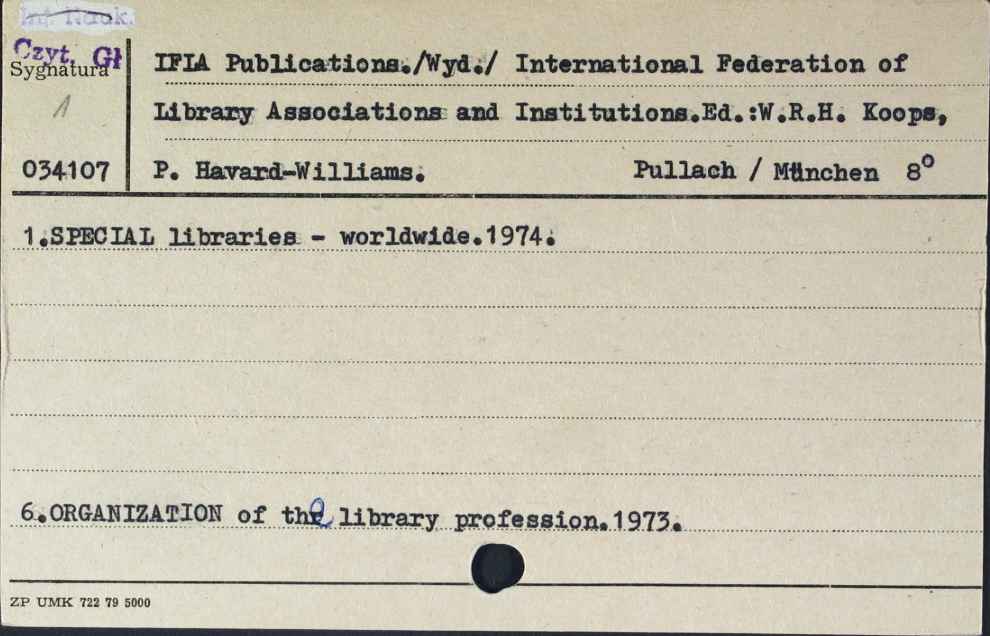 Inf. Nauk.
Czyt. Gł
Sygnatura
1
034107
IFLA Publications./Wyd./ International Federation of
Library Associations and Institutions.Ed.:W.R.H. Koops,
P. Havard-Williams. Pullach / München 8°
1.SPECIAL libraries - worldwide.1974.
6.ORGANIZATION of the library profession.1973.
ZP UMK 722 79 5000